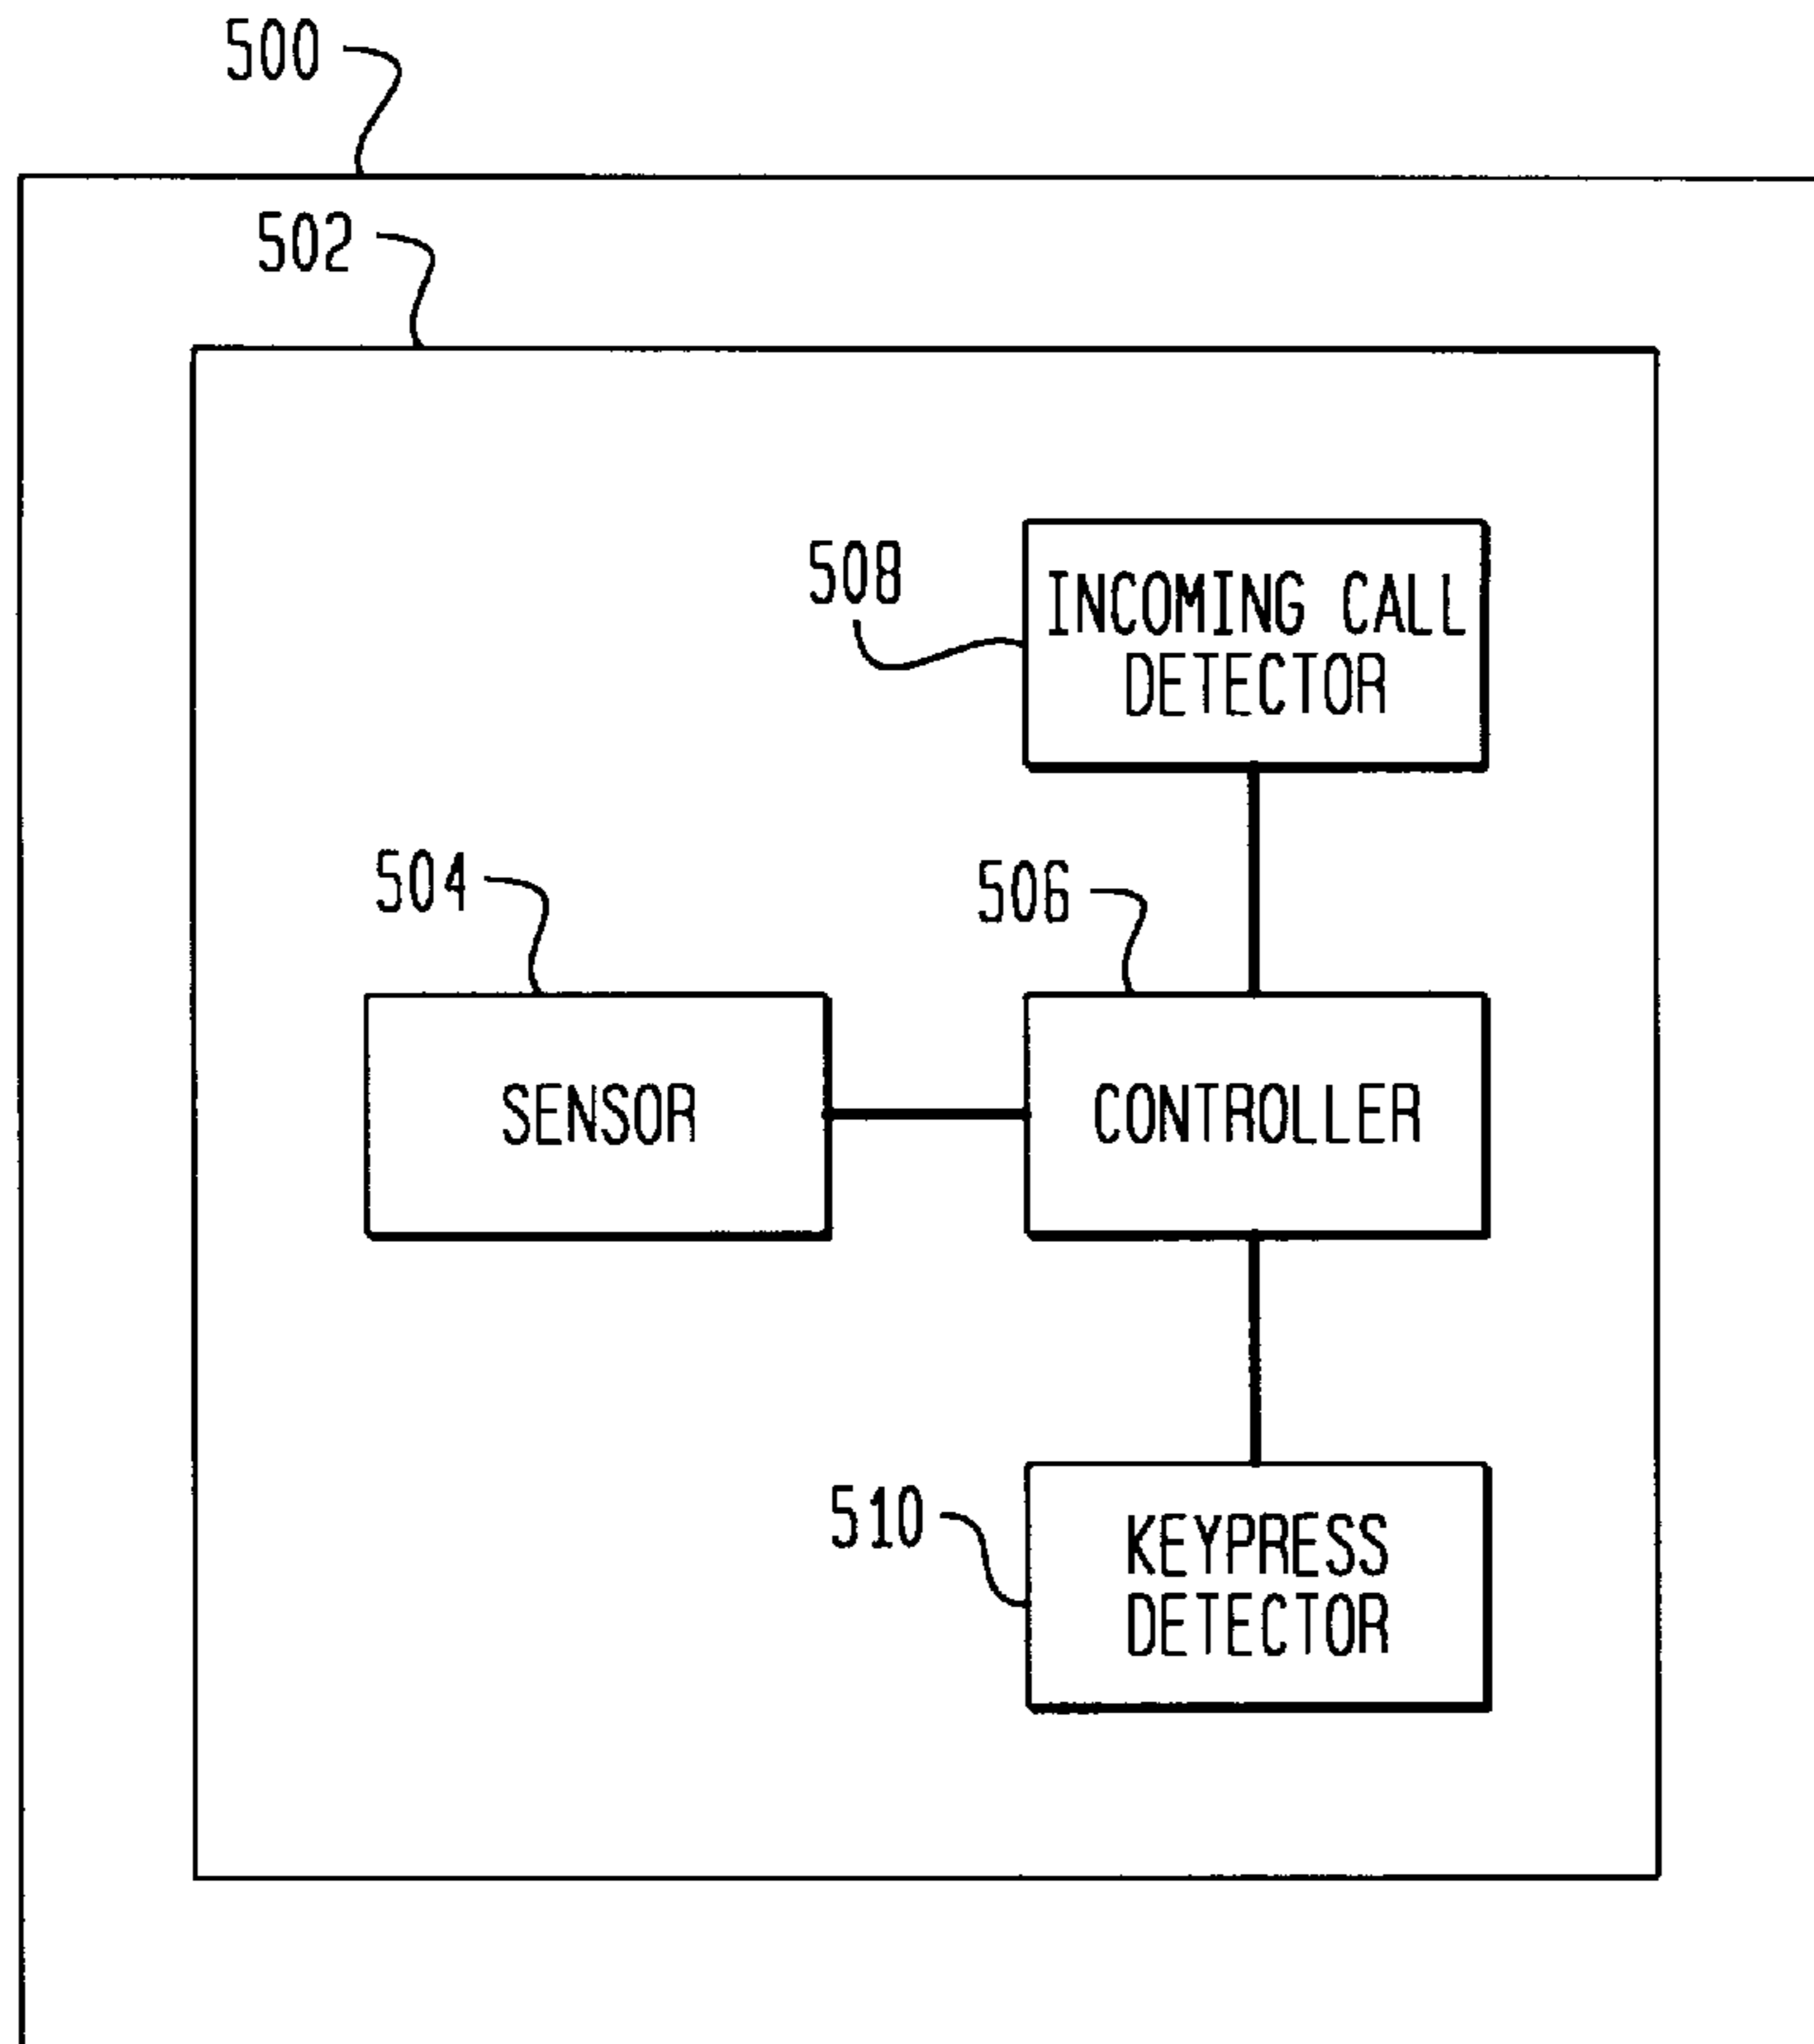 500
502
508
INCOMING CALL
DETECTOR
504
506
SENSOR
CONTROLLER
510
KEYPRESS
DETECTOR